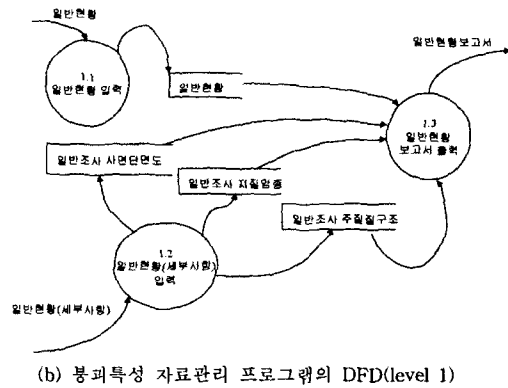 일반현황
일반현황보고서
1.1
일반현황 입력
일반현황
1.3
일반현황
보고서 출력
일반조사 사면단면도
일반조사 지질암종
일반조사 주절질구조
1.2
일반현황(세부사항)
입력
일반현황(세부사항)
(b) 붕괴특성 자료관리 프로그램의 DFD(level 1)